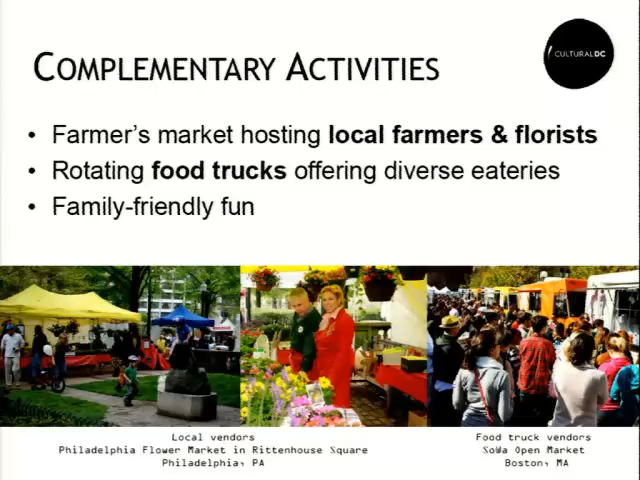 CULTURALDC
COMPLEMENTARY ACTIVITIES
• Farmer's market hosting local farmers & florists
• Rotating food trucks offering diverse eateries
• Family-friendly fun
Local vendors
Philadelphia Flower Market in Rittenhouse Square
Philadelphia, PA
Food truck vendors
SoWa Open Market
Boston, MA